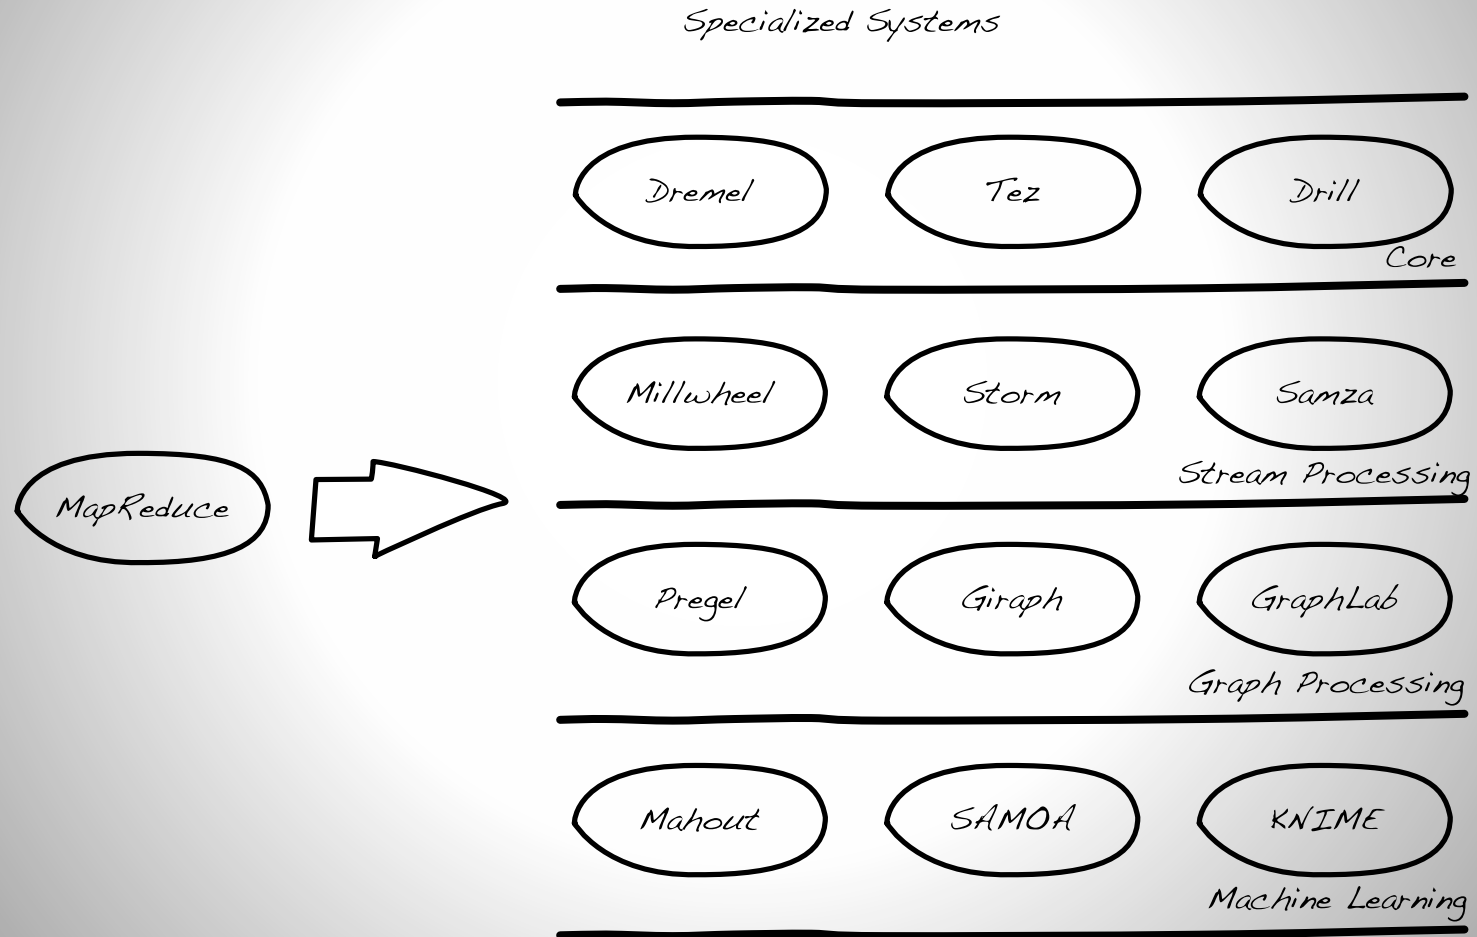 Specialized Systems
Dremel
Tez
Drill
Core
Millwheel
Storm
Samza
Stream Processing
MapReduce
Pregel
Giraph
GraphLab
Graph Processing
Mahout
SAMOA
KNIME
Machine Learning